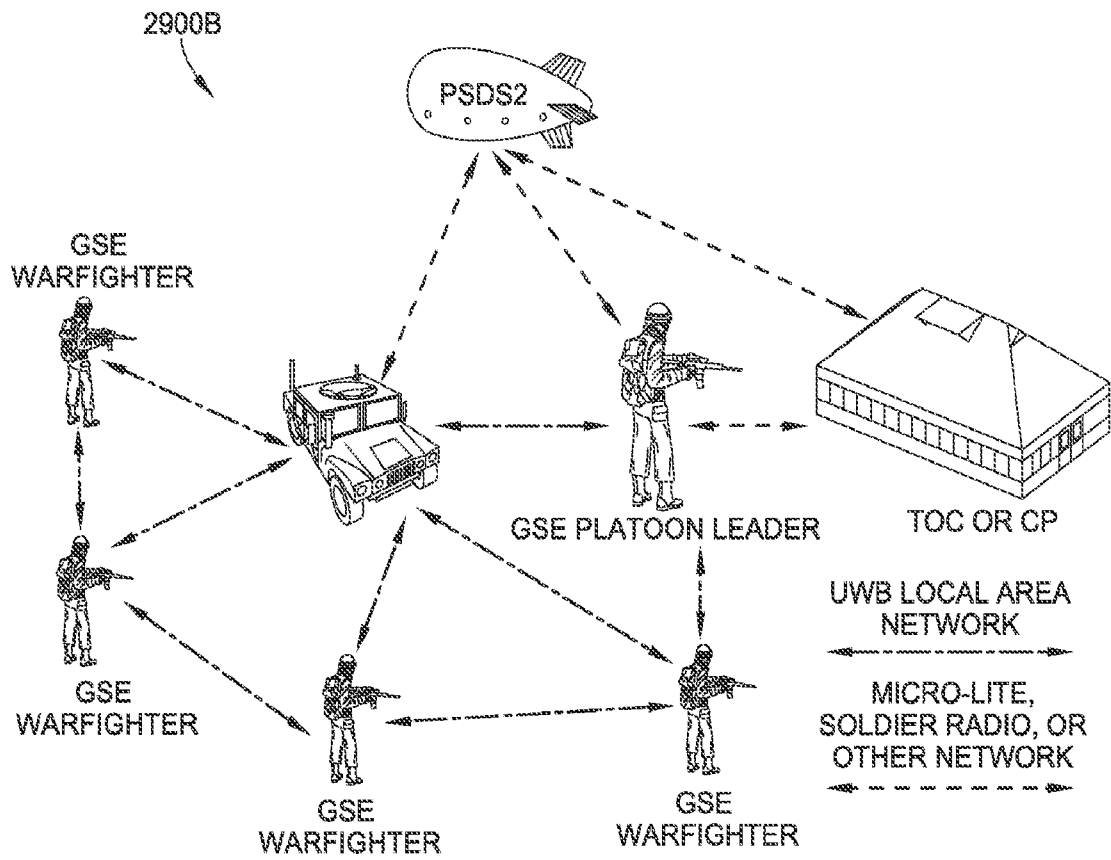 2900B
PSDS2
GSE
WARFIGHTER
GSE PLATOON LEADER
TOC OR CP
GSE
WARFIGHTER
GSE
WARFIGHTER
GSE
WARFIGHTER
UWB LOCAL AREA
NETWORK
MICRO-LITE,
SOLDIER RADIO, OR
OTHER NETWORK